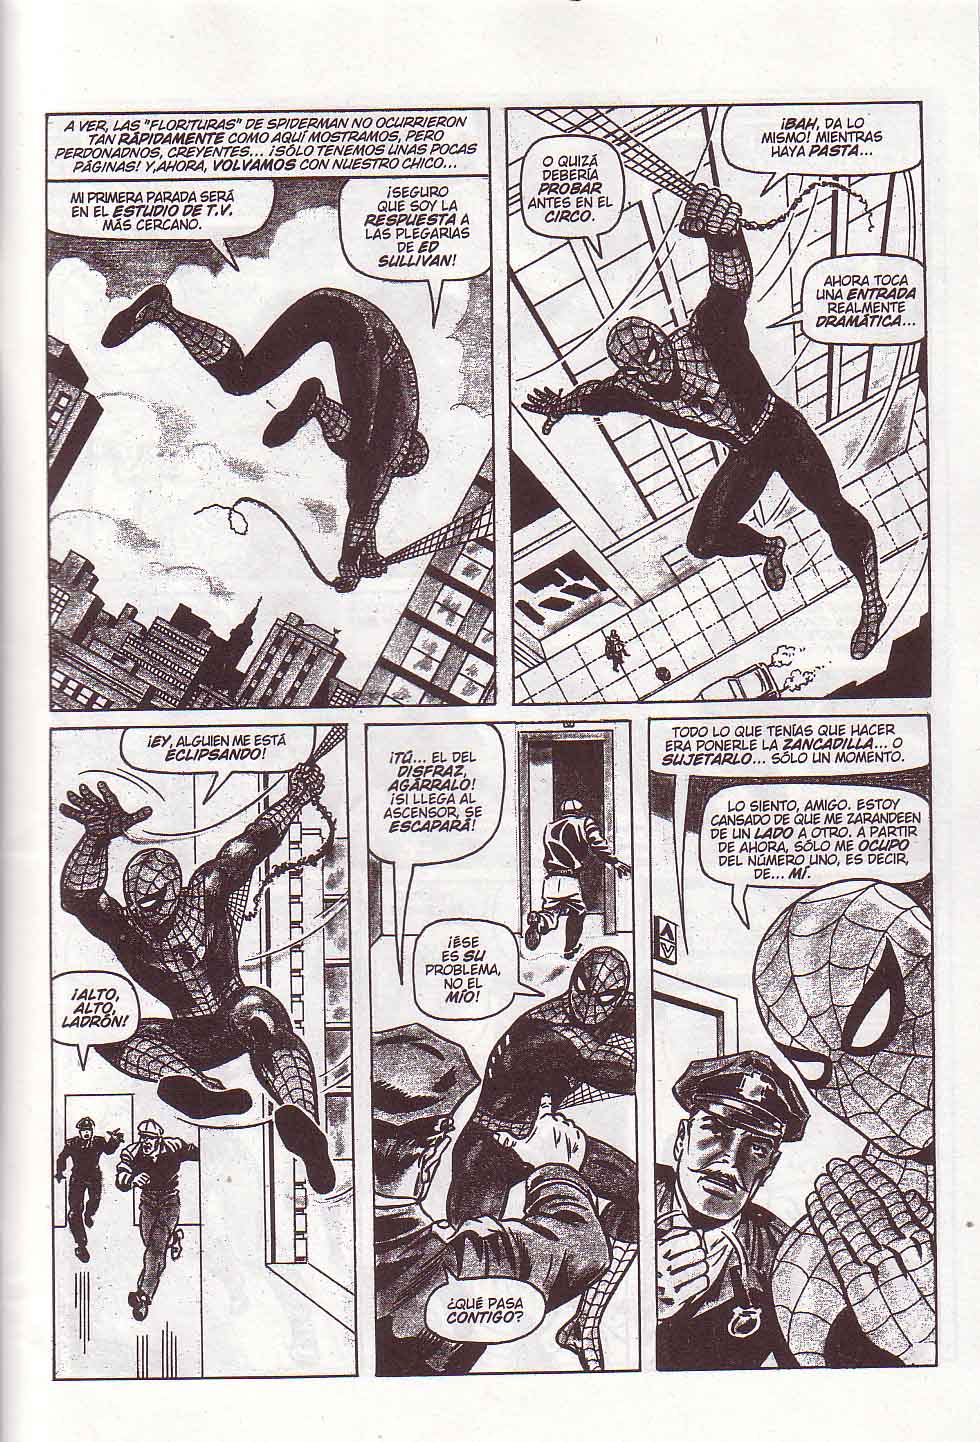 A VER, LAS "FLORITURAS" DE SPIDERMAN NO OCURRIERON
TAN RÁPIDAMENTE COMO AQUÍ MOSTRAMOS, PERO
PERDONADNOS, CREYENTES... ¡SÓLO TENEMOS UNAS POCAS
PÁGINAS! Y, AHORA, VOLVAMOS CON NUESTRO CHICO...
MI PRIMERA PARADA SERÁ
EN EL ESTUDIO DE T.V.
MÁS CERCANO.
¡SEGURO
QUE SOY LA
RESPUESTA A
LAS PLEGARIAS
DE ED
SULLIVAN!
O QUIZÁ
DEBERÍA
PROBAR
ANTES EN EL
CIRCO.
¡BAH, DA LO
MISMO! MIENTRAS
HAYA PASTA...
AHORA TOCA
UNA ENTRADA
REALMENTE
DRAMÁTICA...
¡EY, ALGUIEN ME ESTÁ
ECLIPSANDO!
¡ALTO,
ALTO,
LADRÓN!
¡TÚ... EL DEL
DISFRAZ,
AGÁRRALO!
¡SI LLEGA AL
ASCENSOR, SE
ESCAPARÁ!
¡ÉSE
ES SU
PROBLEMA,
NO EL
MÍO!
¿QUÉ PASA
CONTIGO?
TODO LO QUE TENÍAS QUE HACER
ERA PONERLE LA ZANCADILLA... O
SUJETARLO... SÓLO UN MOMENTO.
LO SIENTO, AMIGO. ESTOY
CANSADO DE QUE ME ZARANDEEN
DE UN LADO A OTRO. A PARTIR
DE AHORA, SÓLO ME OCUPO
DEL NÚMERO UNO, ES DECIR,
DE... MÍ.